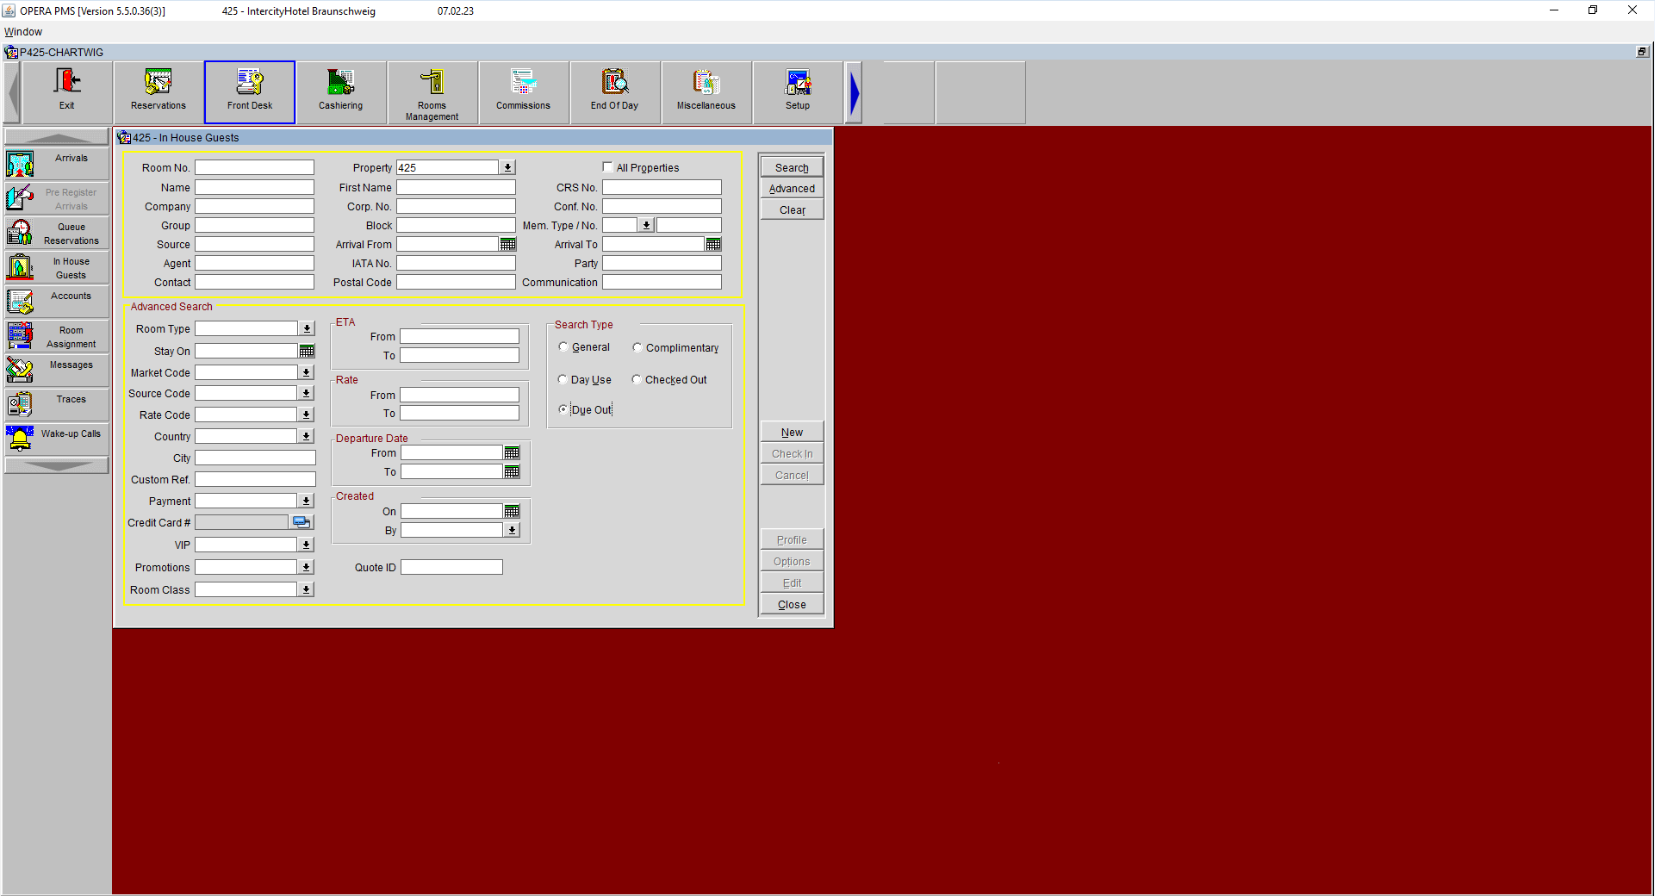 OPERA PMS [Version 5.5.0.36(3)] 425 - IntercityHotel Braunschweig 07.02.23
Window
P425-CHARTWIG
Exit
Reservations
Front Desk
Cashiering
Rooms
Management
Commissions
End Of Day
Miscellaneous
Setup
Arrivals
Pre Register
Arrivals
Queue
Reservations
In House
Guests
Accounts
Room
Assignment
Messages
Traces
Wake-up Calls
425 - In House Guests
Room No. Property 425 All Properties
Name First Name CRS No.
Company Corp. No. Conf. No.
Group Block Mem. Type / No.
Source Arrival From Arrival To
Agent IATA No. Party
Contact Postal Code Communication
Advanced Search
Room Type
Stay On
Market Code
Source Code
Rate Code
Country
City
Custom Ref.
Payment
Credit Card #
VIP
Promotions
Room Class
ETA
From
To
Rate
From
To
Departure Date
From
To
Created
On
By
Quote ID
Search Type
General Complimentary
Day Use Checked Out
Due Out
Search
Advanced
Clear
New
Check In
Cancel
Profile
Options
Edit
Close